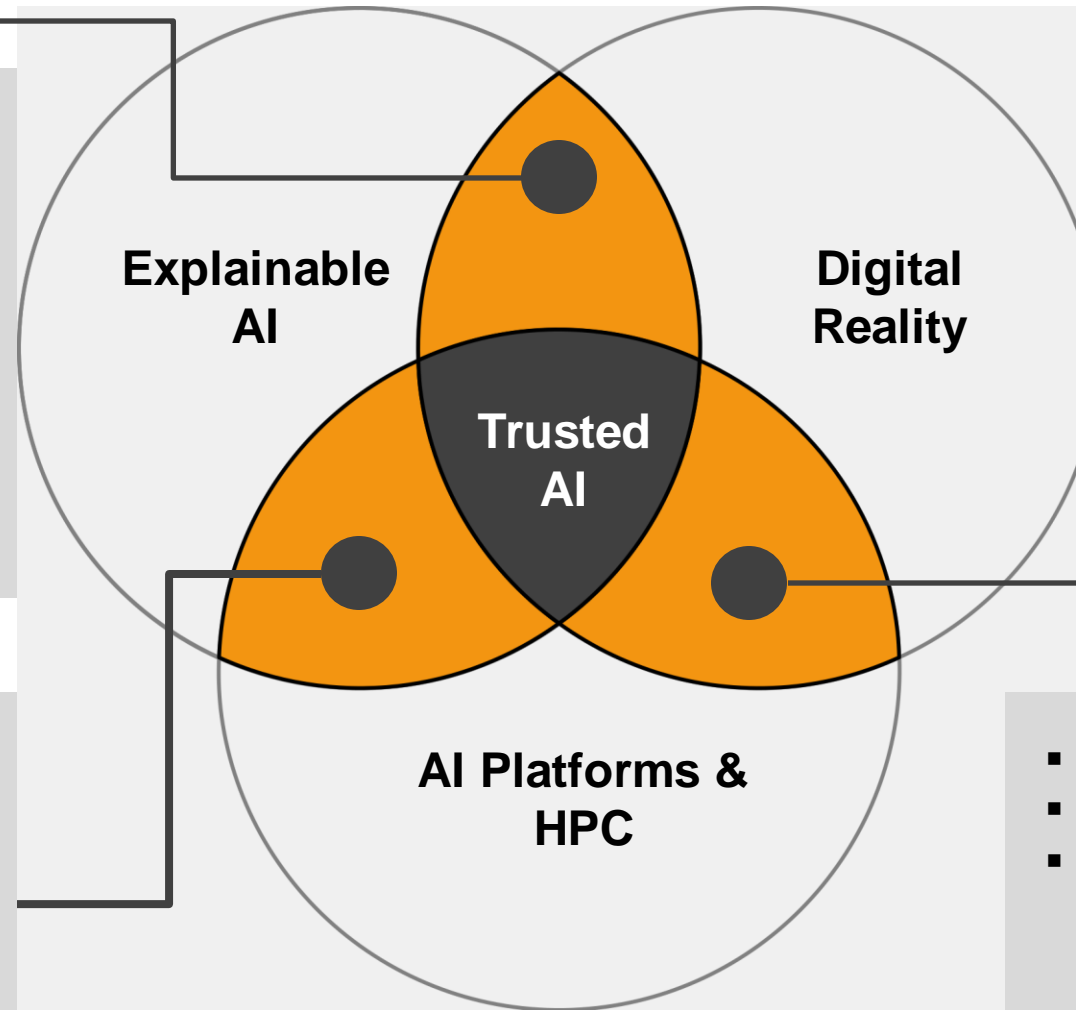 Explainable
AI
Digital
Reality
Trusted
AI
AI Platforms &
HPC